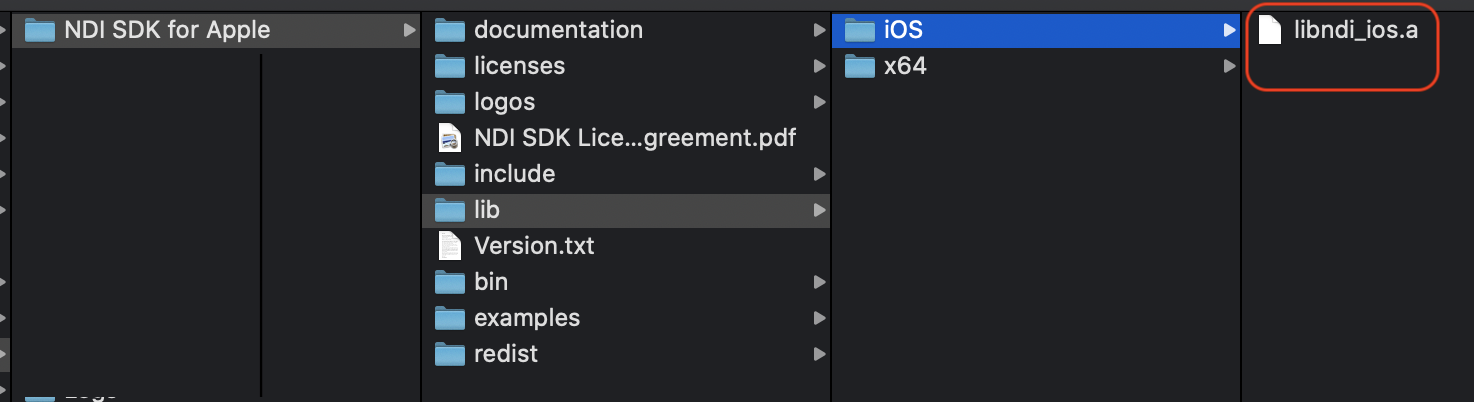 NDI SDK for Apple
documentation
licenses
logos
NDI SDK Lice...greement.pdf
include
lib
Version.txt
bin
examples
redist
iOS
x64
libndi_ios.a